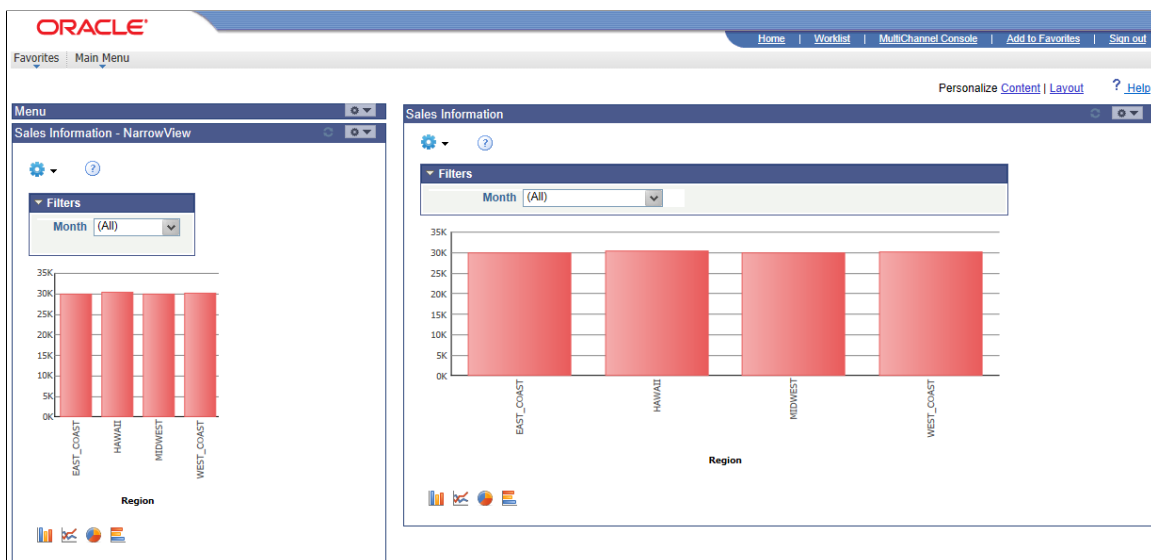 ORACLE'
Home | Worklist | MultiChannel Console | Add to Favorites | Sign out
Favorites Main Menu
Personalize Content | Layout ? Help
Menu
Sales Information - NarrowView
?
Filters
Month (All)
35K
30K
25K
20K
15K
10K
5K
0K
EAST_COAST
HAWAII
MIDWEST
WEST_COAST
Region
Sales Information
?
Filters
Month (All)
35K
30K
25K
20K
15K
10K
5K
0K
EAST_COAST
HAWAII
MIDWEST
WEST_COAST
Region